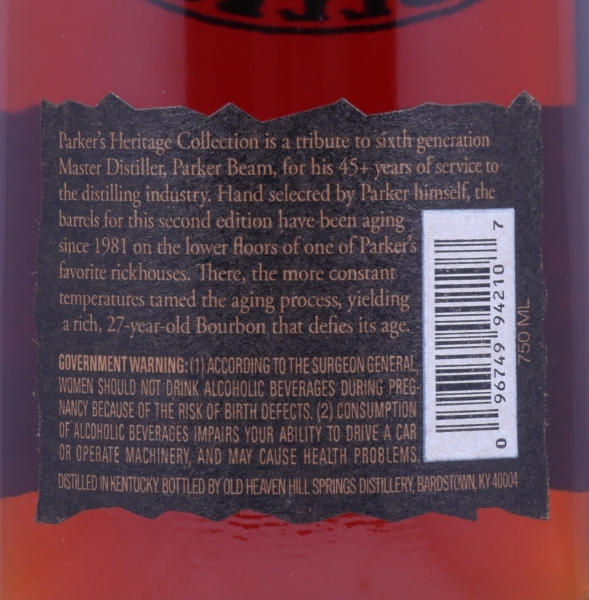 Parker's Heritage Collection is a tribute to sixth generation
Master Distiller, Parker Beam, for his 45+ years of service to
the distilling industry. Hand selected by Parker himself, the
barrels for this second edition have been aging
since 1981 on the lower floors of one of Parker's
favorite rickhouses. There, the more constant
temperatures tamed the aging process, yielding
a rich, 27-year-old Bourbon that defies its age.
GOVERNMENT WARNING: (1) ACCORDING TO THE SURGEON GENERAL,
WOMEN SHOULD NOT DRINK ALCOHOLIC BEVERAGES DURING PREG-
NANCY BECAUSE OF THE RISK OF BIRTH DEFECTS. (2) CONSUMPTION
OF ALCOHOLIC BEVERAGES IMPAIRS YOUR ABILITY TO DRIVE A CAR
OR OPERATE MACHINERY, AND MAY CAUSE HEALTH PROBLEMS.
DISTILLED IN KENTUCKY. BOTTLED BY OLD HEAVEN HILL SPRINGS DISTILLERY, BARDSTOWN, KY 40004
0 96749 94210 7
750 ML